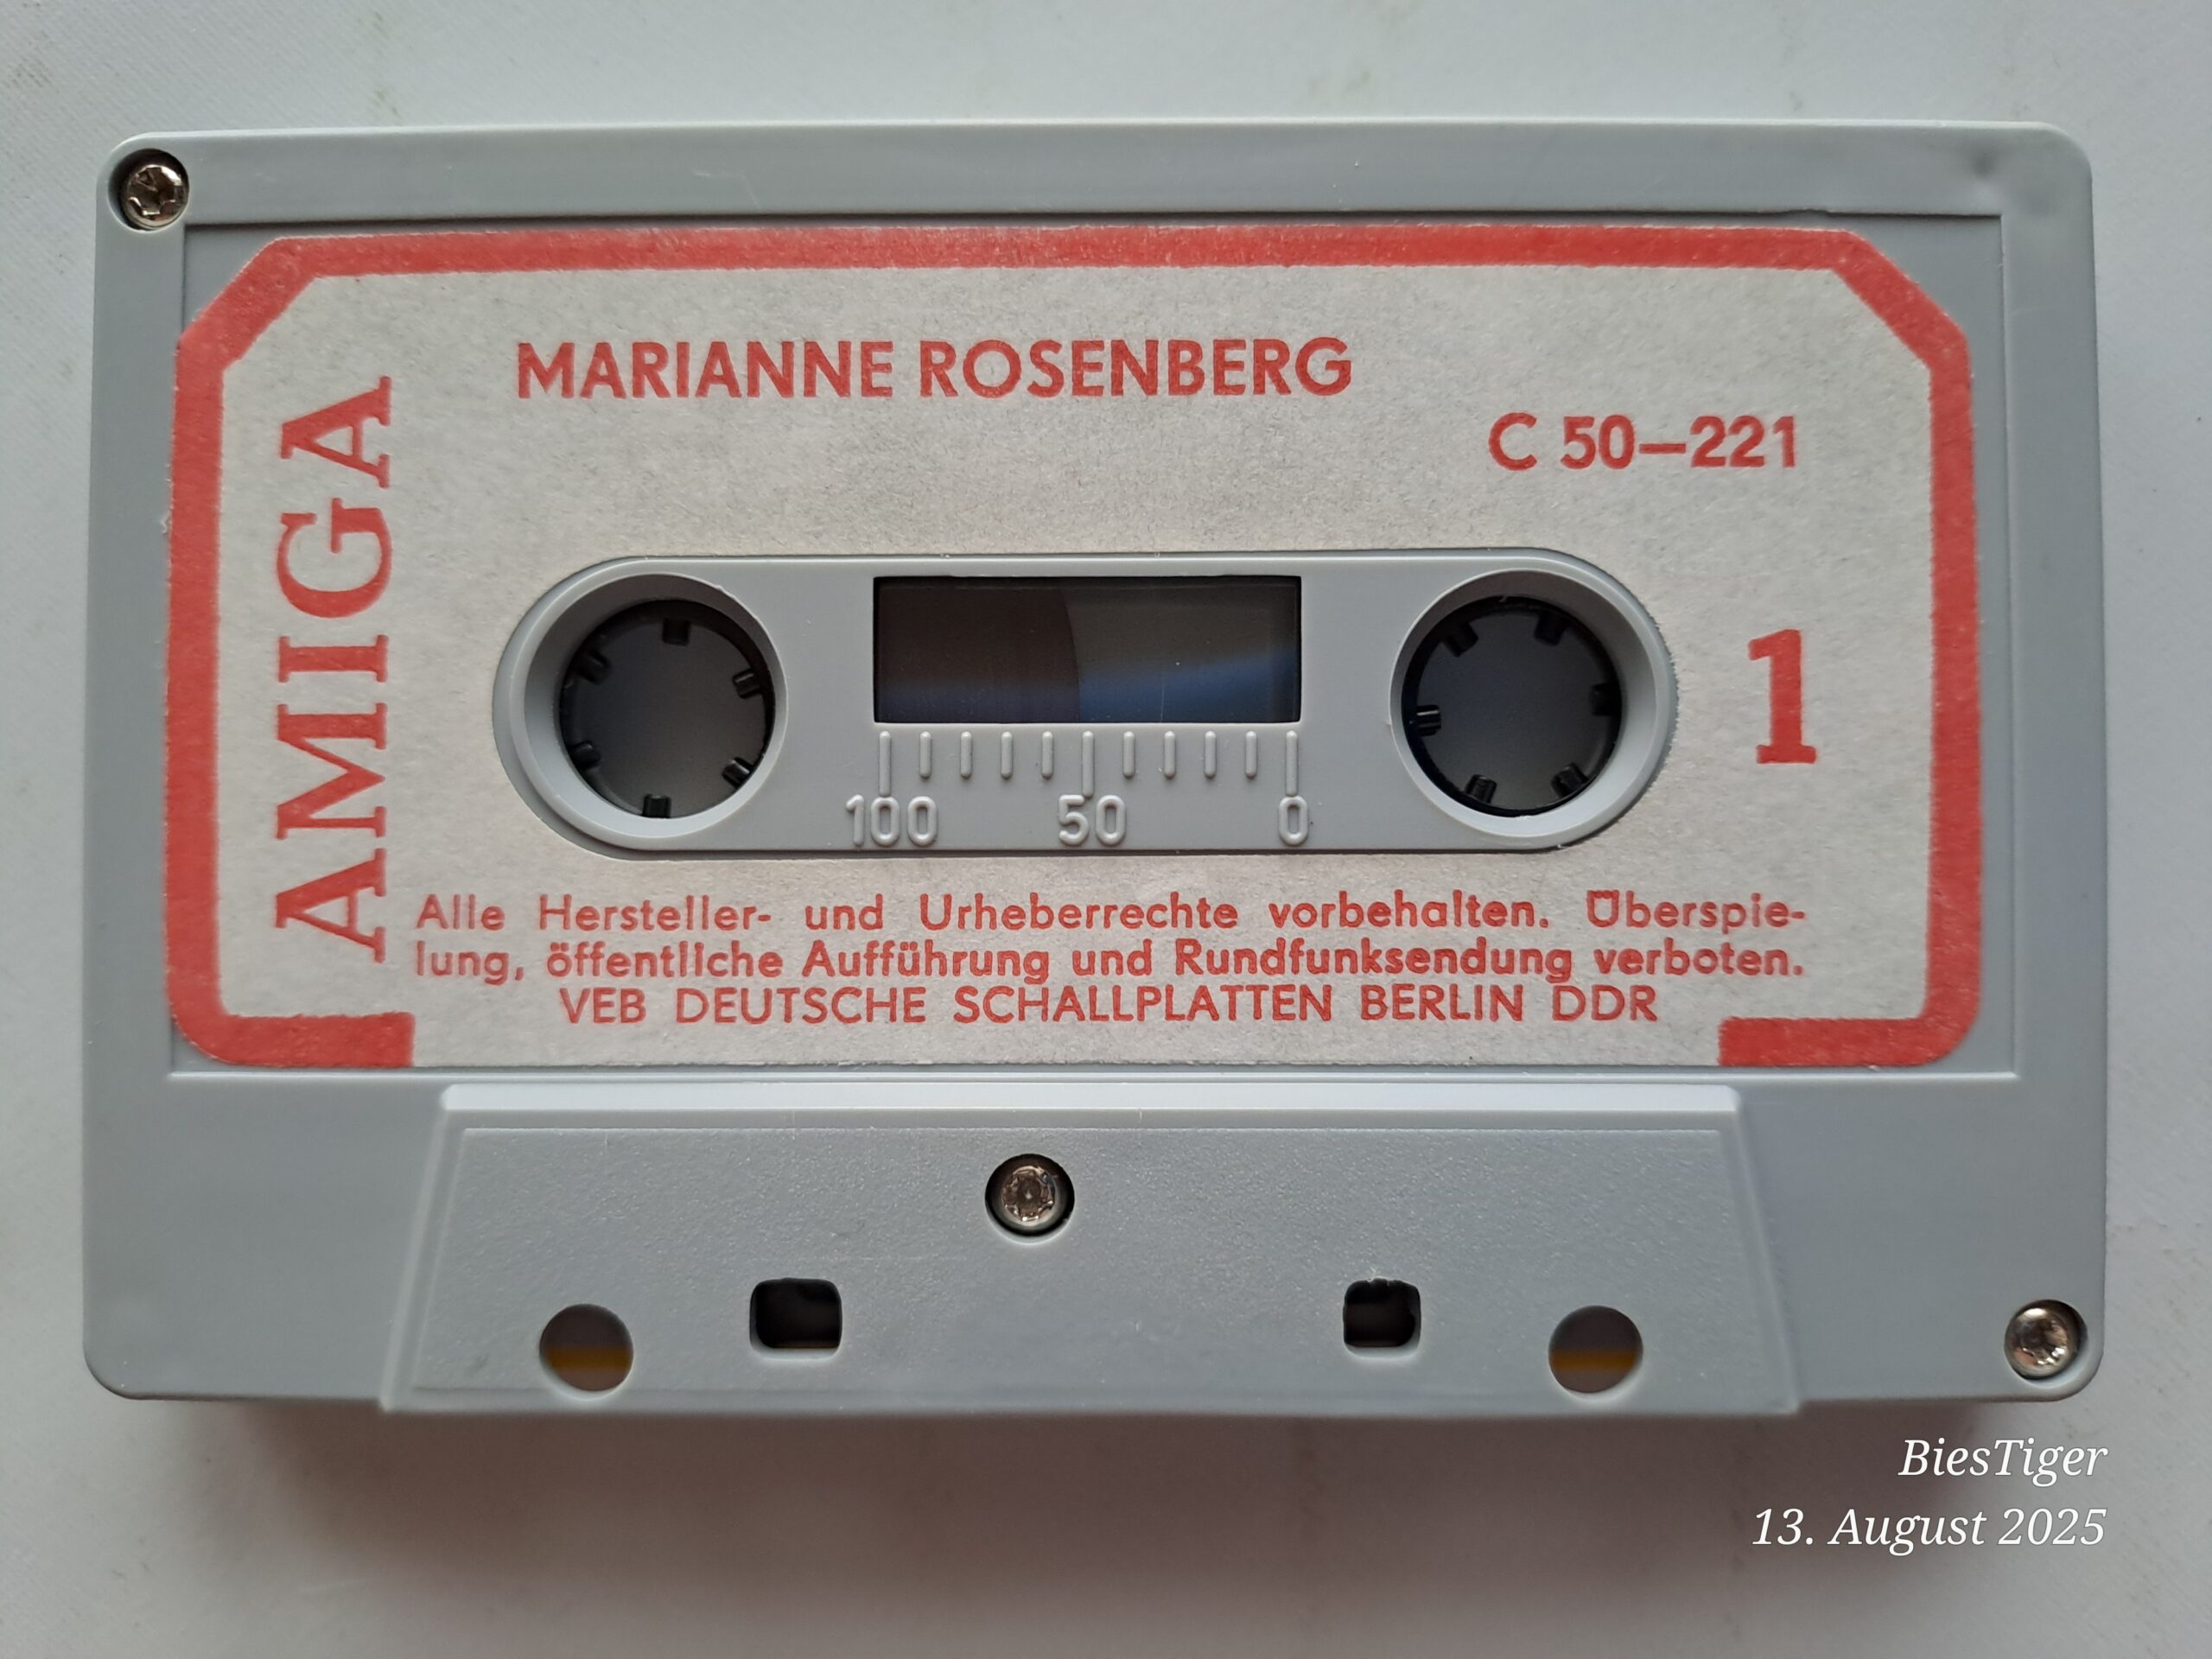 MARIANNE ROSENBERG
C 50–221
AMIGA
1
100 50 0
Alle Hersteller- und Urheberrechte vorbehalten. Überspie-
lung, öffentliche Aufführung und Rundfunksendung verboten.
VEB DEUTSCHE SCHALLPLATTEN BERLIN DDR
BiesTiger
13. August 2025